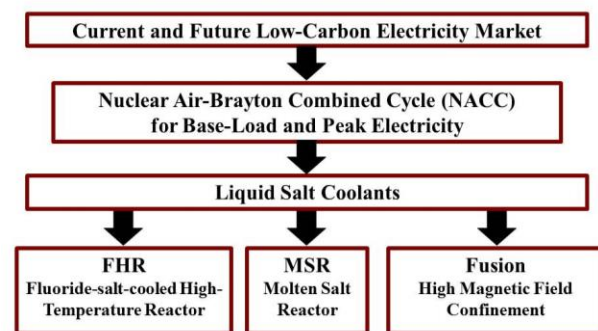 Current and Future Low-Carbon Electricity Market
Nuclear Air-Brayton Combined Cycle (NACC)
for Base-Load and Peak Electricity
Liquid Salt Coolants
FHR
Fluoride-salt-cooled High-
Temperature Reactor
MSR
Molten Salt
Reactor
Fusion
High Magnetic Field
Confinement